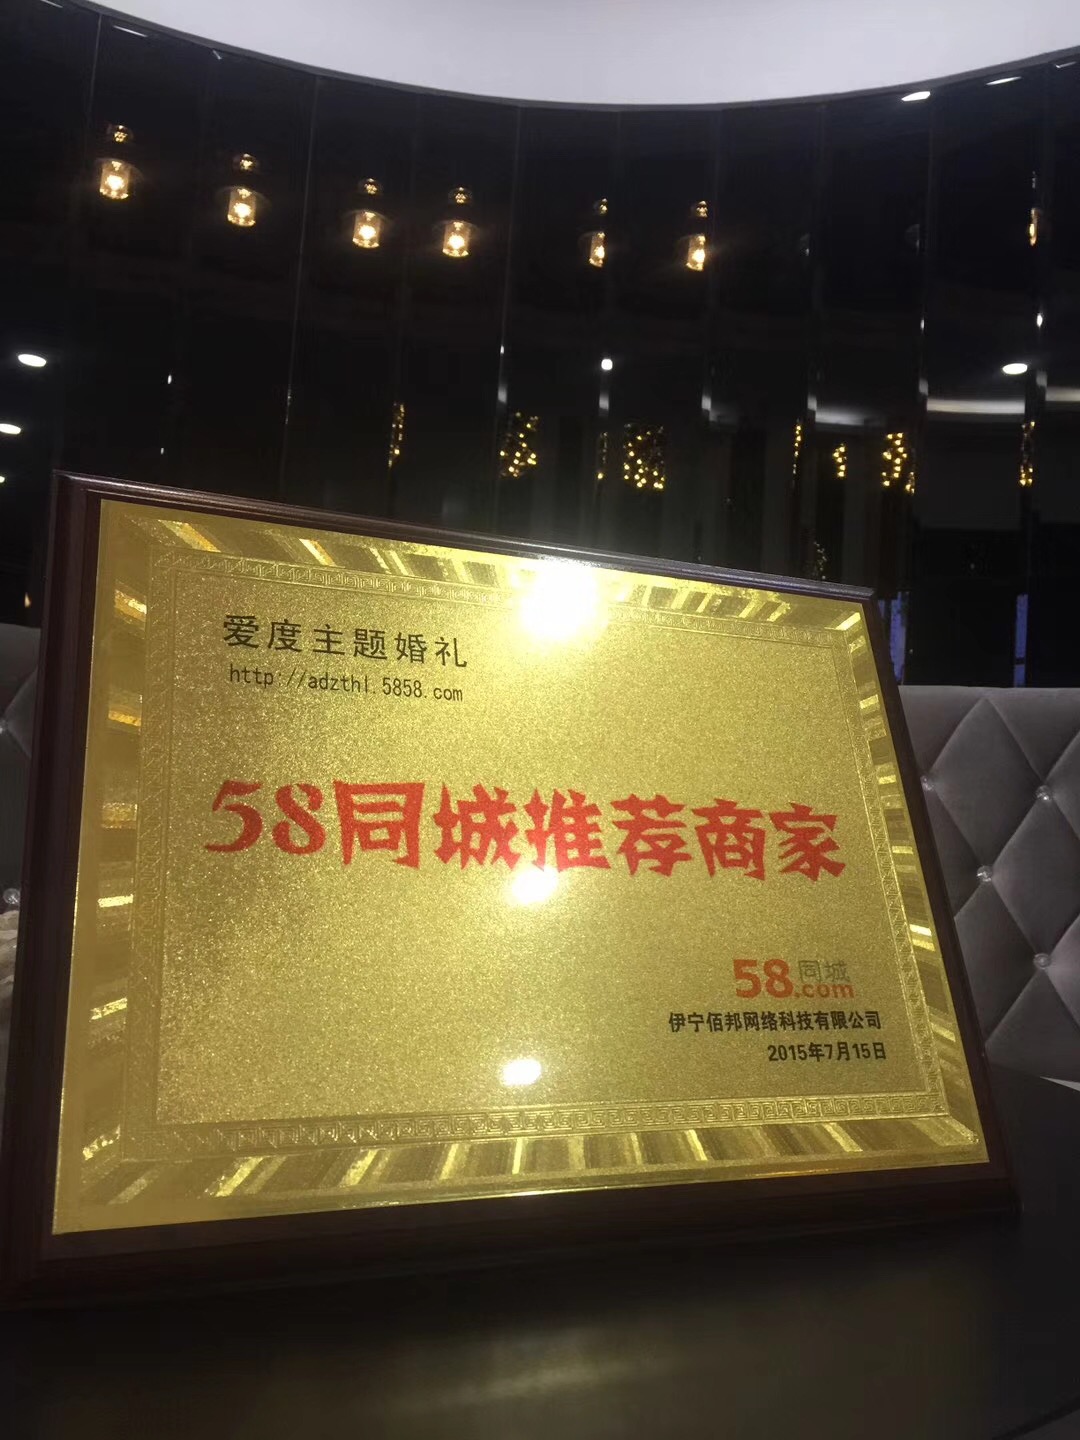 爱度主题婚礼
http://adzthl.5858.com
58同城推荐商家
58同城
.com
伊宁佰邦网络科技有限公司
2015年7月15日